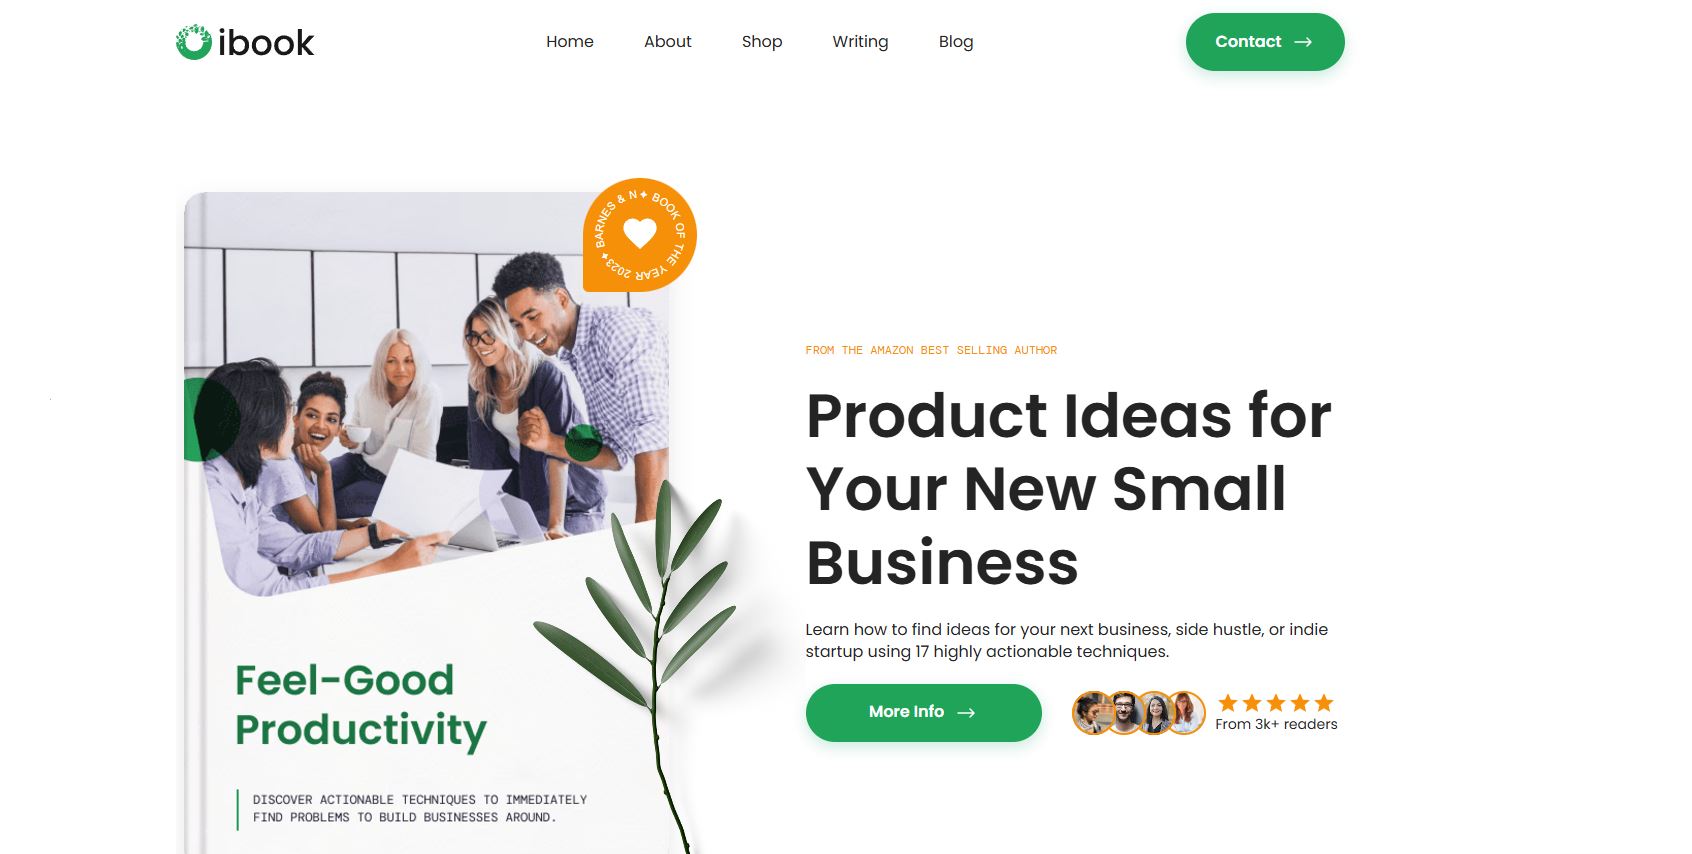 ibook
Home
About
Shop
Writing
Blog
Contact
BARNES & N ✦ BOOK OF THE YEAR 2023 ✦
FROM THE AMAZON BEST SELLING AUTHOR
Product Ideas for
Your New Small
Business
Learn how to find ideas for your next business, side hustle, or indie
startup using 17 highly actionable techniques.
More Info
From 3k+ readers
Feel-Good
Productivity
DISCOVER ACTIONABLE TECHNIQUES TO IMMEDIATELY
FIND PROBLEMS TO BUILD BUSINESSES AROUND.